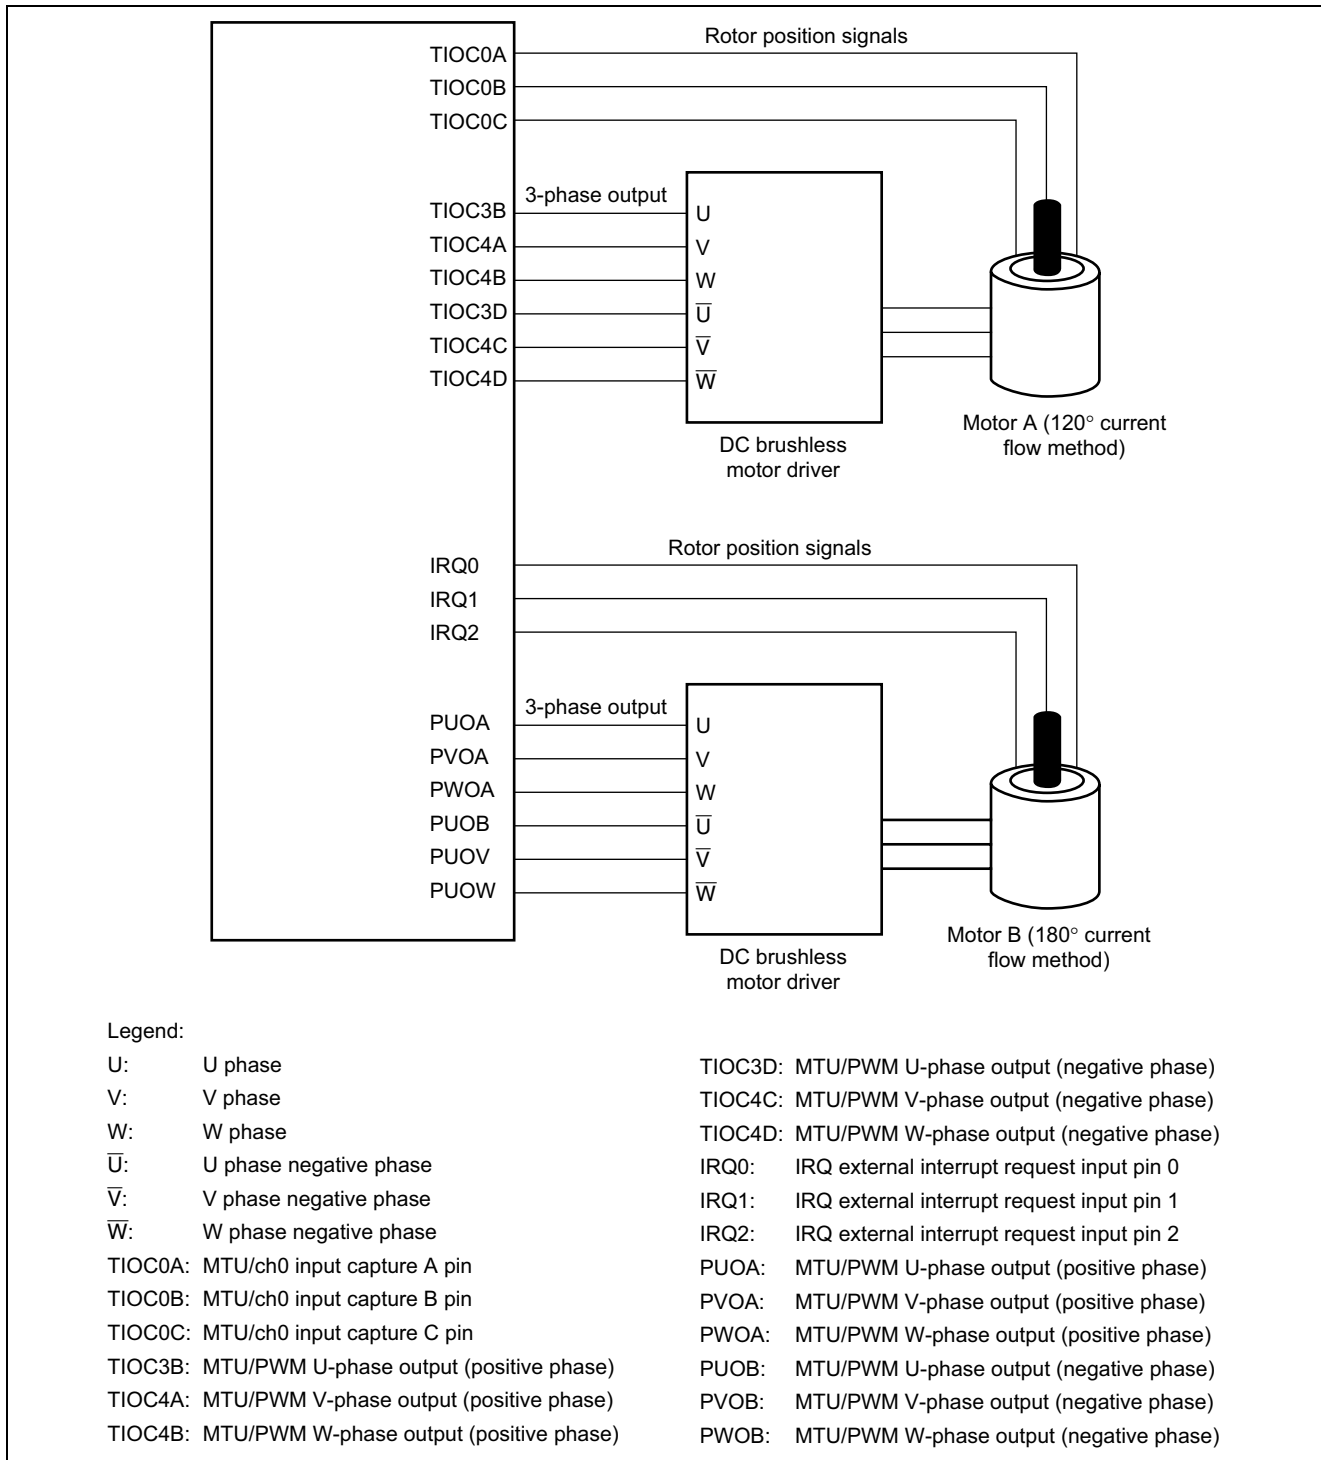 Rotor position signals
TIOC0A
TIOC0B
TIOC0C
3-phase output
TIOC3B
TIOC4A
TIOC4B
TIOC3D
TIOC4C
TIOC4D
U
V
W
U̅
V̅
W̅
DC brushless
motor driver
Motor A (120° current
flow method)
Rotor position signals
IRQ0
IRQ1
IRQ2
3-phase output
PUOA
PVOA
PWOA
PUOB
PUOV
PUOW
U
V
W
U̅
V̅
W̅
DC brushless
motor driver
Motor B (180° current
flow method)
Legend:
U: U phase
V: V phase
W: W phase
U̅: U phase negative phase
V̅: V phase negative phase
W̅: W phase negative phase
TIOC0A: MTU/ch0 input capture A pin
TIOC0B: MTU/ch0 input capture B pin
TIOC0C: MTU/ch0 input capture C pin
TIOC3B: MTU/PWM U-phase output (positive phase)
TIOC4A: MTU/PWM V-phase output (positive phase)
TIOC4B: MTU/PWM W-phase output (positive phase)
TIOC3D: MTU/PWM U-phase output (negative phase)
TIOC4C: MTU/PWM V-phase output (negative phase)
TIOC4D: MTU/PWM W-phase output (negative phase)
IRQ0: IRQ external interrupt request input pin 0
IRQ1: IRQ external interrupt request input pin 1
IRQ2: IRQ external interrupt request input pin 2
PUOA: MTU/PWM U-phase output (positive phase)
PVOA: MTU/PWM V-phase output (positive phase)
PWOA: MTU/PWM W-phase output (positive phase)
PUOB: MTU/PWM U-phase output (negative phase)
PVOB: MTU/PWM V-phase output (negative phase)
PWOB: MTU/PWM W-phase output (negative phase)